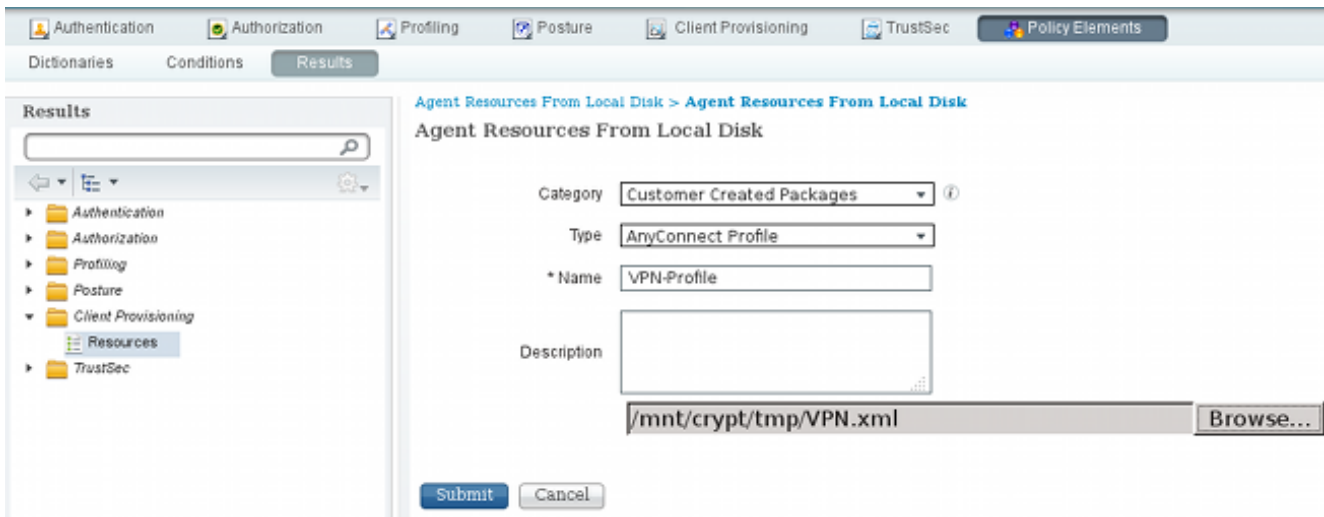 Authentication Authorization Profiling Posture Client Provisioning TrustSec Policy Elements
Dictionaries Conditions Results
Results
Authentication
Authorization
Profiling
Posture
Client Provisioning
Resources
TrustSec
Agent Resources From Local Disk > Agent Resources From Local Disk
Agent Resources From Local Disk
Category Customer Created Packages
Type AnyConnect Profile
* Name VPN-Profile
Description
/mnt/crypt/tmp/VPN.xml Browse...
Submit Cancel